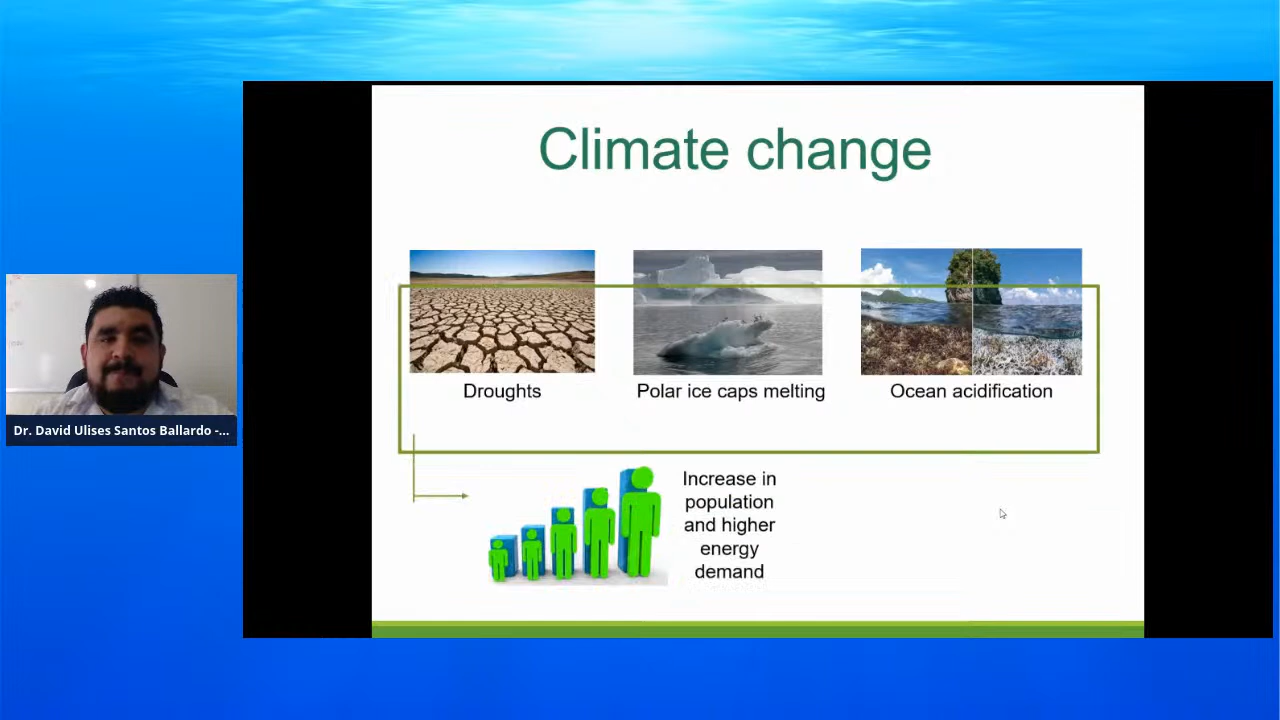 Climate change
Droughts
Polar ice caps melting
Ocean acidification
Increase in
population
and higher
energy
demand
Dr. David Ulises Santos Ballardo -...